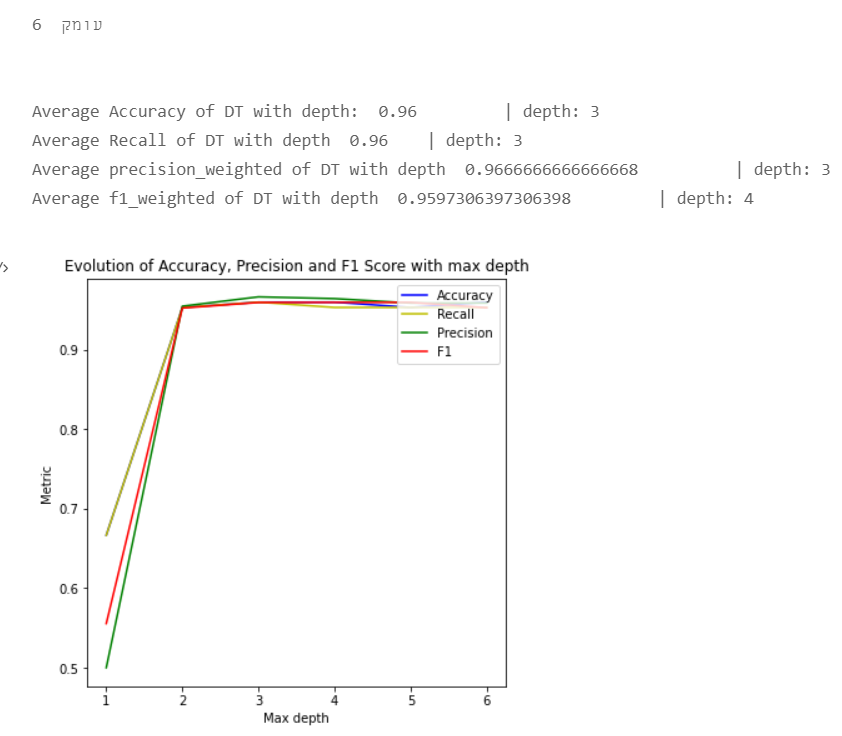 6 עומק
Average Accuracy of DT with depth: 0.96 | depth: 3
Average Recall of DT with depth 0.96 | depth: 3
Average precision_weighted of DT with depth 0.9666666666666668 | depth: 3
Average f1_weighted of DT with depth 0.9597306397306398 | depth: 4
Evolution of Accuracy, Precision and F1 Score with max depth
Accuracy
Recall
Precision
F1
0.9
0.8
0.7
0.6
0.5
Metric
1 2 3 4 5 6
Max depth